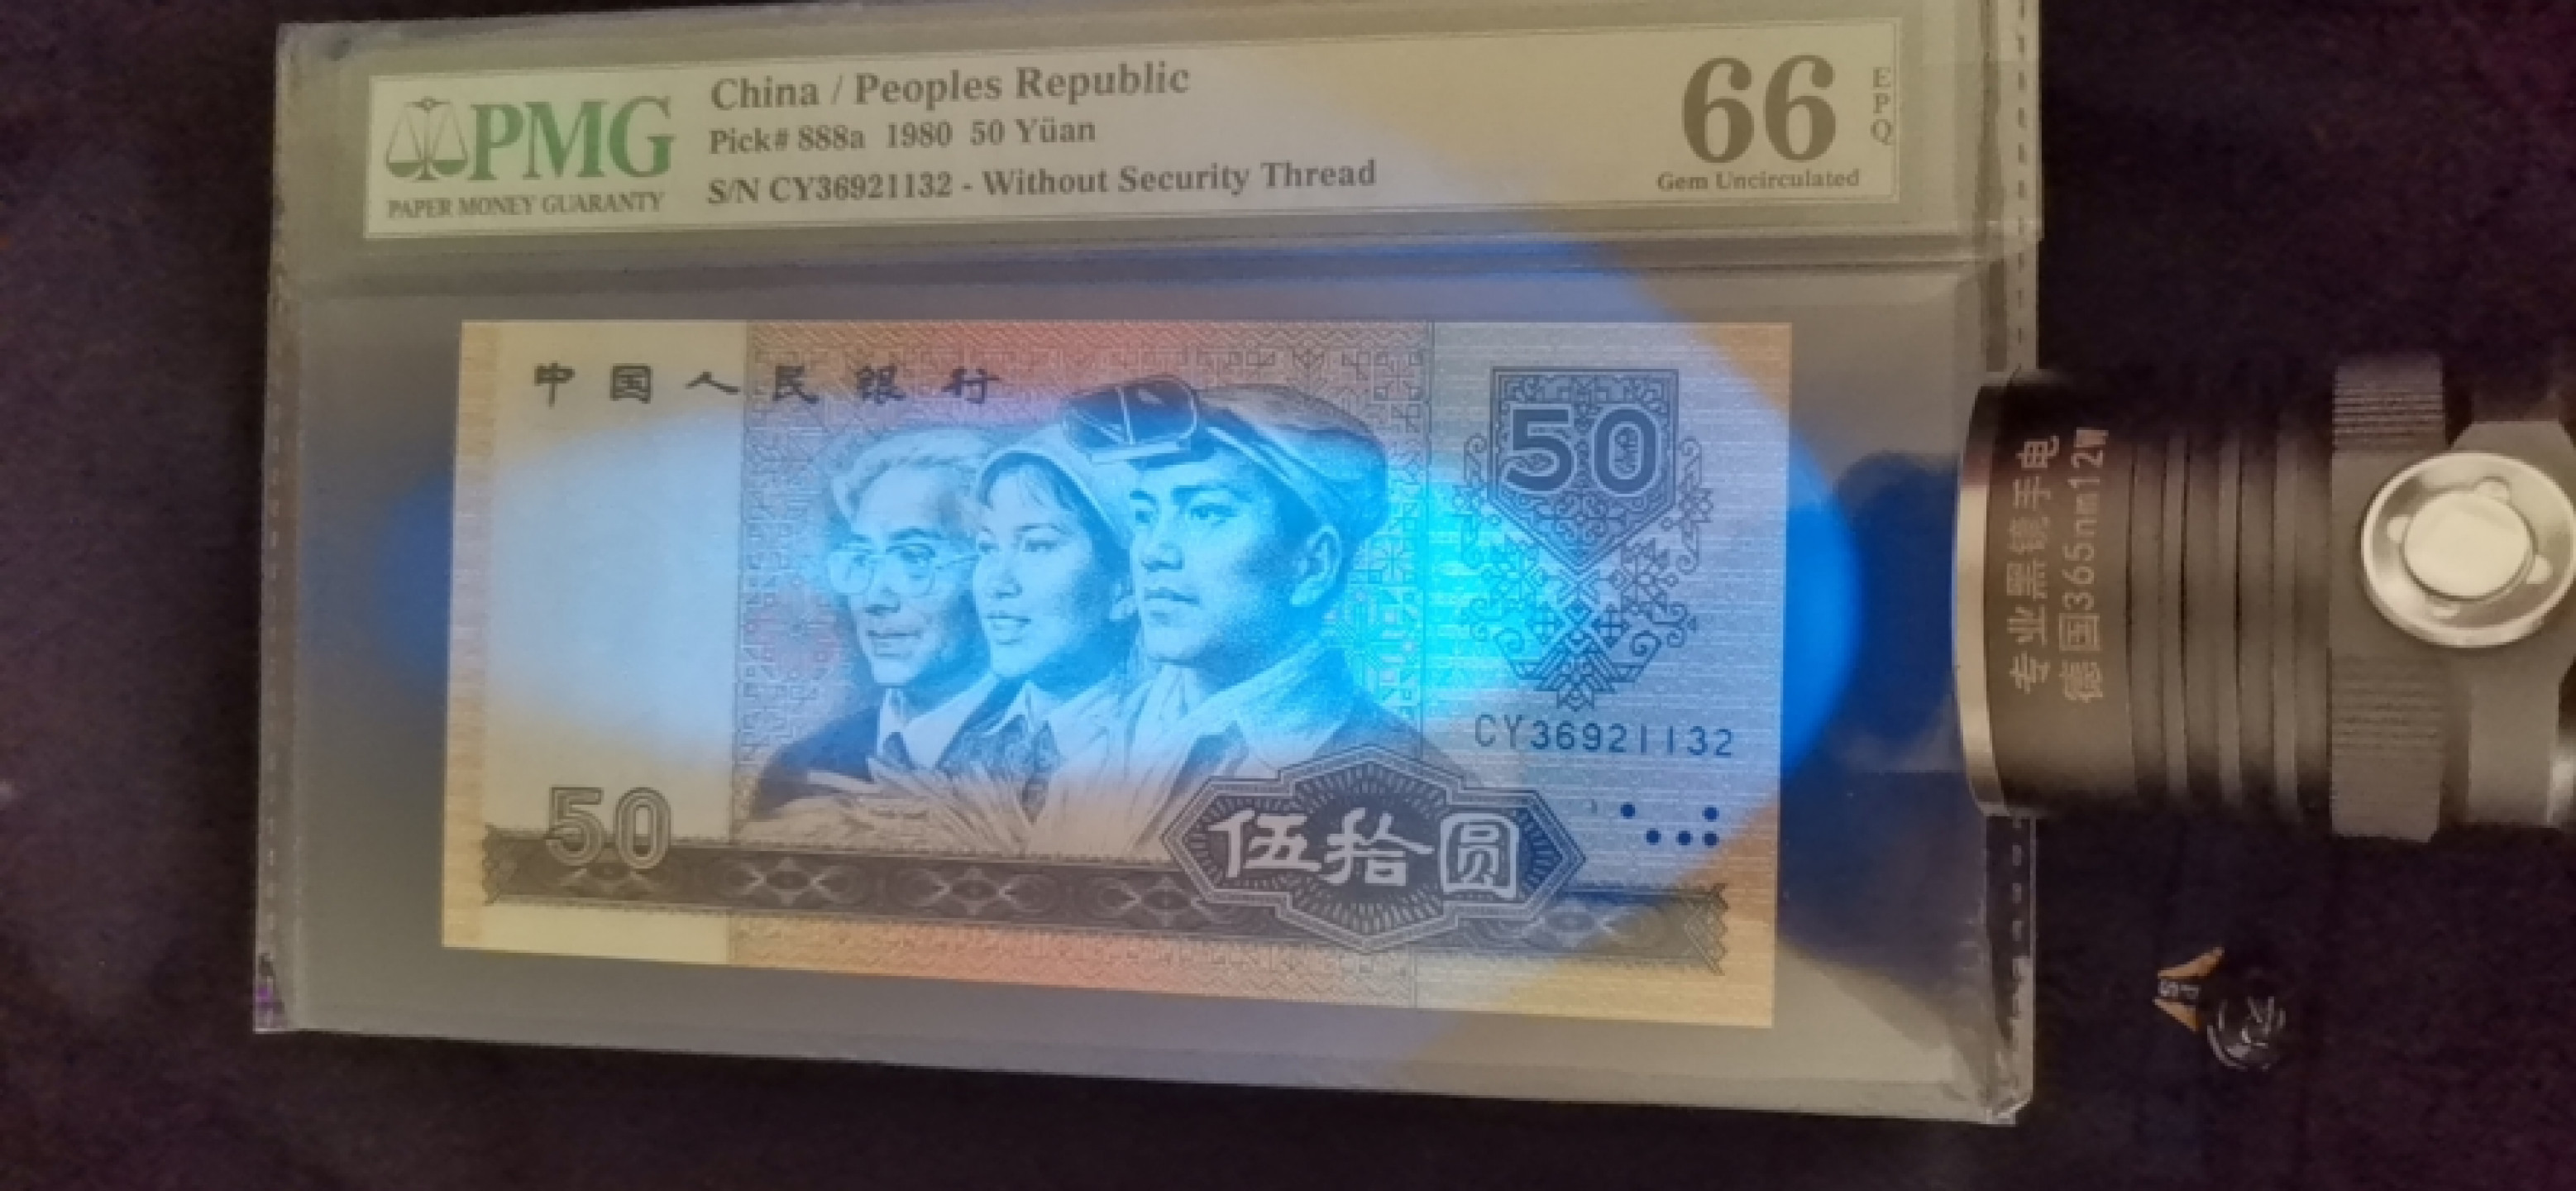 PMG
PAPER MONEY GUARANTY
China / Peoples Republic
Pick# 888a 1980 50 Yüan
S/N CY36921132 - Without Security Thread
66
EPQ
Gem Uncirculated
中国人民银行
50
CY36921132
50
伍拾圆
专业黑镜手电
德国365nm12W